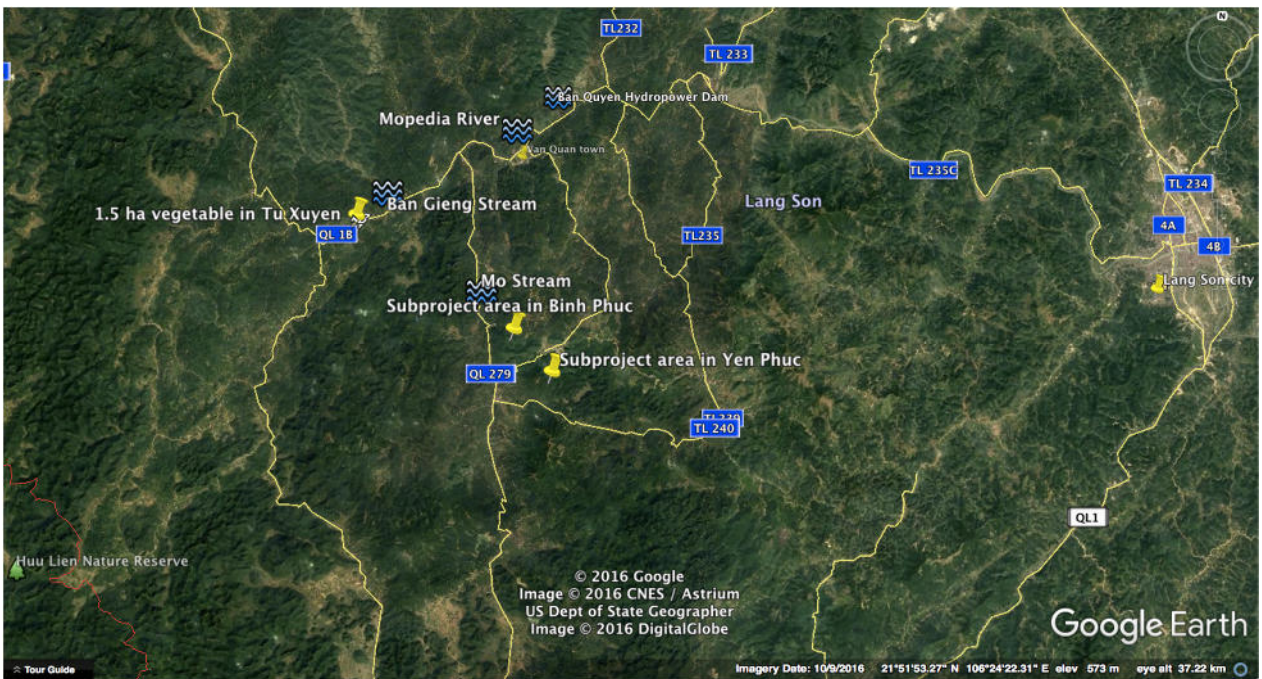 N
TL232
TL 233
Ban Quyen Hydropower Dam
Mopedia River
Van Quan town
TL 235C
TL 234
Ban Gieng Stream
1.5 ha vegetable in Tu Xuyen
QL 1B
Lang Son
TL235
4A
4B
Mo Stream
Lang Son city
Subproject area in Binh Phuc
Subproject area in Yen Phuc
QL 279
TL 240
QL1
Huu Lien Nature Reserve
© 2016 Google
Image © 2016 CNES / Astrium
US Dept of State Geographer
Image © 2016 DigitalGlobe
Google Earth
Tour Guide
Imagery Date: 10/9/2016 21°51'53.27" N 106°24'22.31" E elev 573 m eye alt 37.22 km